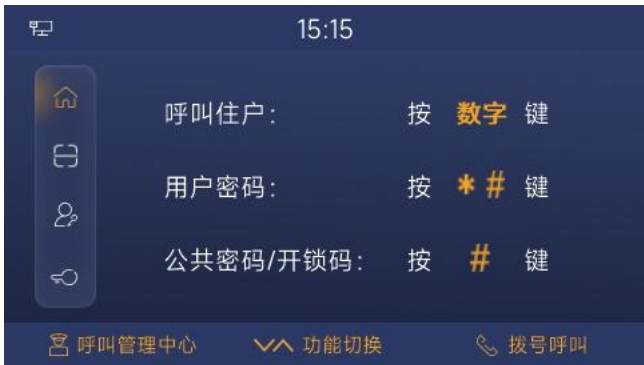 15:15
呼叫住户: 按 数字 键
用户密码: 按 *# 键
公共密码/开锁码: 按 # 键
呼叫管理中心 功能切换 拨号呼叫